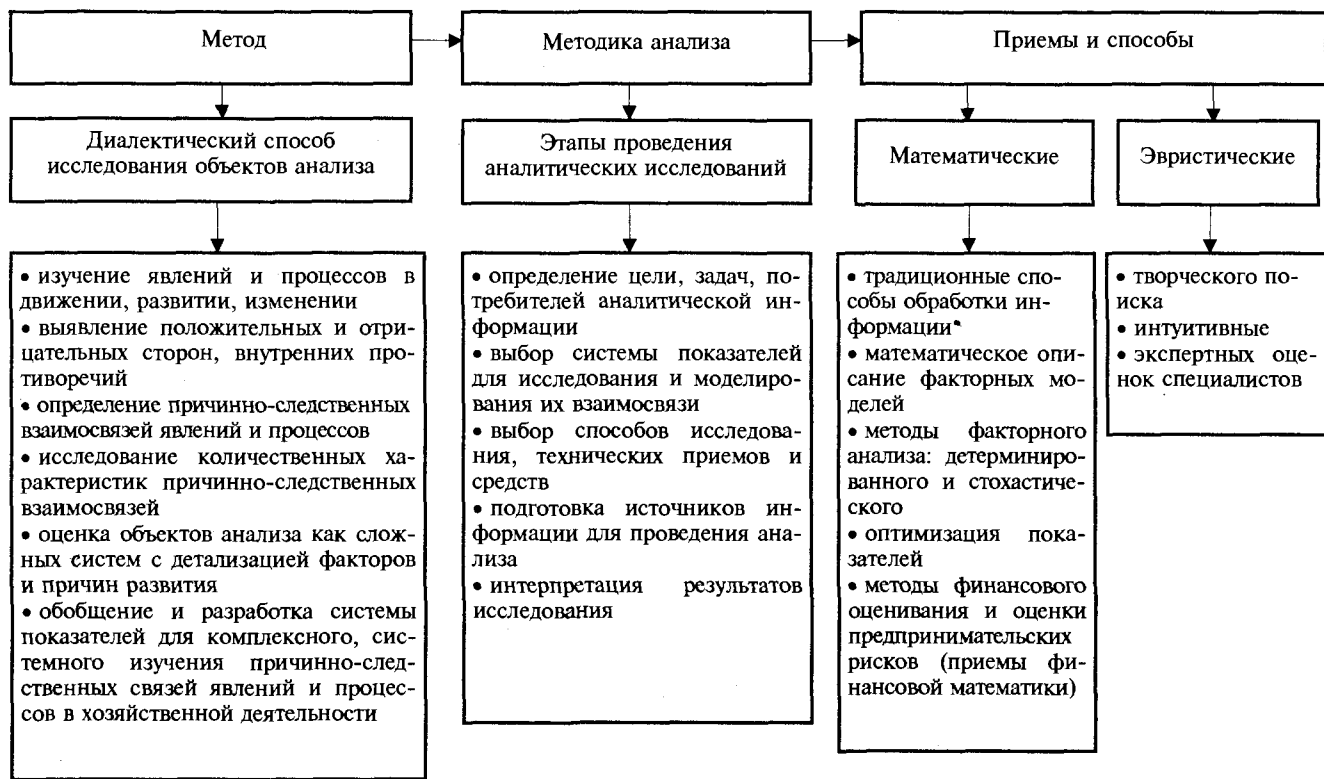 Метод
Методика анализа
Приемы и способы
Диалектический способ
исследования объектов анализа
Этапы проведения
аналитических исследований
Математические
Эвристические
• изучение явлений и процессов в
движении, развитии, изменении
• выявление положительных и отри-
цательных сторон, внутренних про-
тиворечий
• определение причинно-следственных
взаимосвязей явлений и процессов
• исследование количественных ха-
рактеристик причинно-следственных
взаимосвязей
• оценка объектов анализа как слож-
ных систем с детализацией факторов
и причин развития
• обобщение и разработка системы
показателей для комплексного, сис-
темного изучения причинно-след-
ственных связей явлений и процес-
сов в хозяйственной деятельности
• определение цели, задач, по-
требителей аналитической ин-
формации
• выбор системы показателей
для исследования и моделиро-
вания их взаимосвязи
• выбор способов исследова-
ния, технических приемов и
средств
• подготовка источников ин-
формации для проведения ана-
лиза
• интерпретация результатов
исследования
• традиционные спо-
собы обработки ин-
формации*
• математическое опи-
сание факторных мо-
делей
• методы факторного
анализа: детерминиро-
ванного и стохастиче-
ского
• оптимизация пока-
зателей
• методы финансового
оценивания и оценки
предпринимательских
рисков (приемы фи-
нансовой математики)
• творческого по-
иска
• интуитивные
• экспертных оце-
нок специалистов